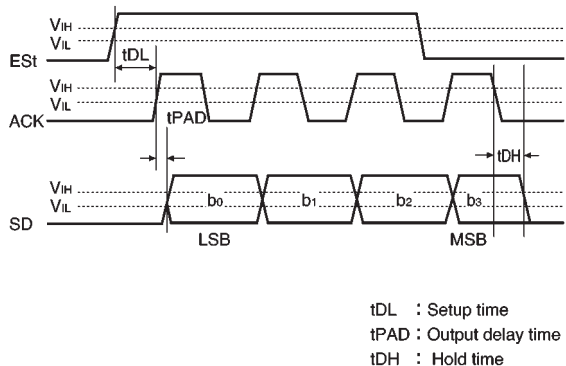 VIH
VIL
ESt
tDL
VIH
VIL
ACK
tPAD
tDH
VIH
VIL
b0 b1 b2 b3
SD
LSB MSB
tDL : Setup time
tPAD : Output delay time
tDH : Hold time